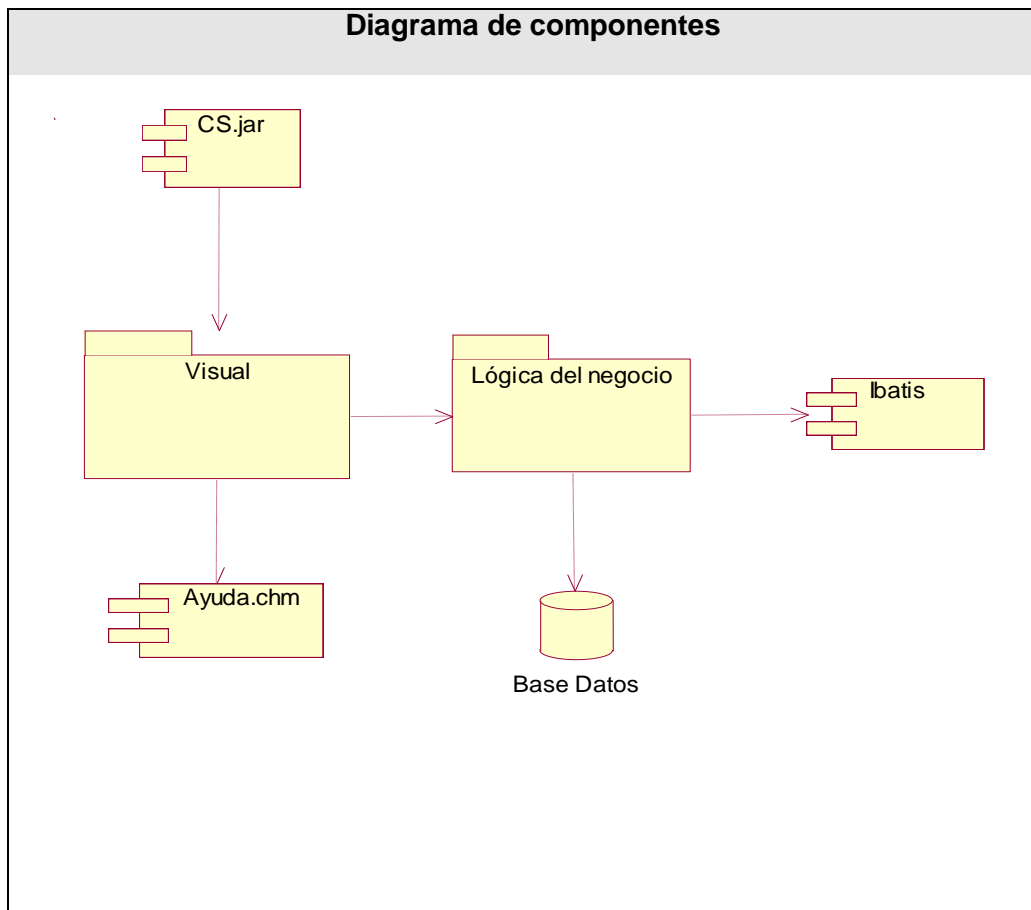 Diagrama de componentes
CS.jar
Visual
Lógica del negocio
Ibatis
Ayuda.chm
Base Datos